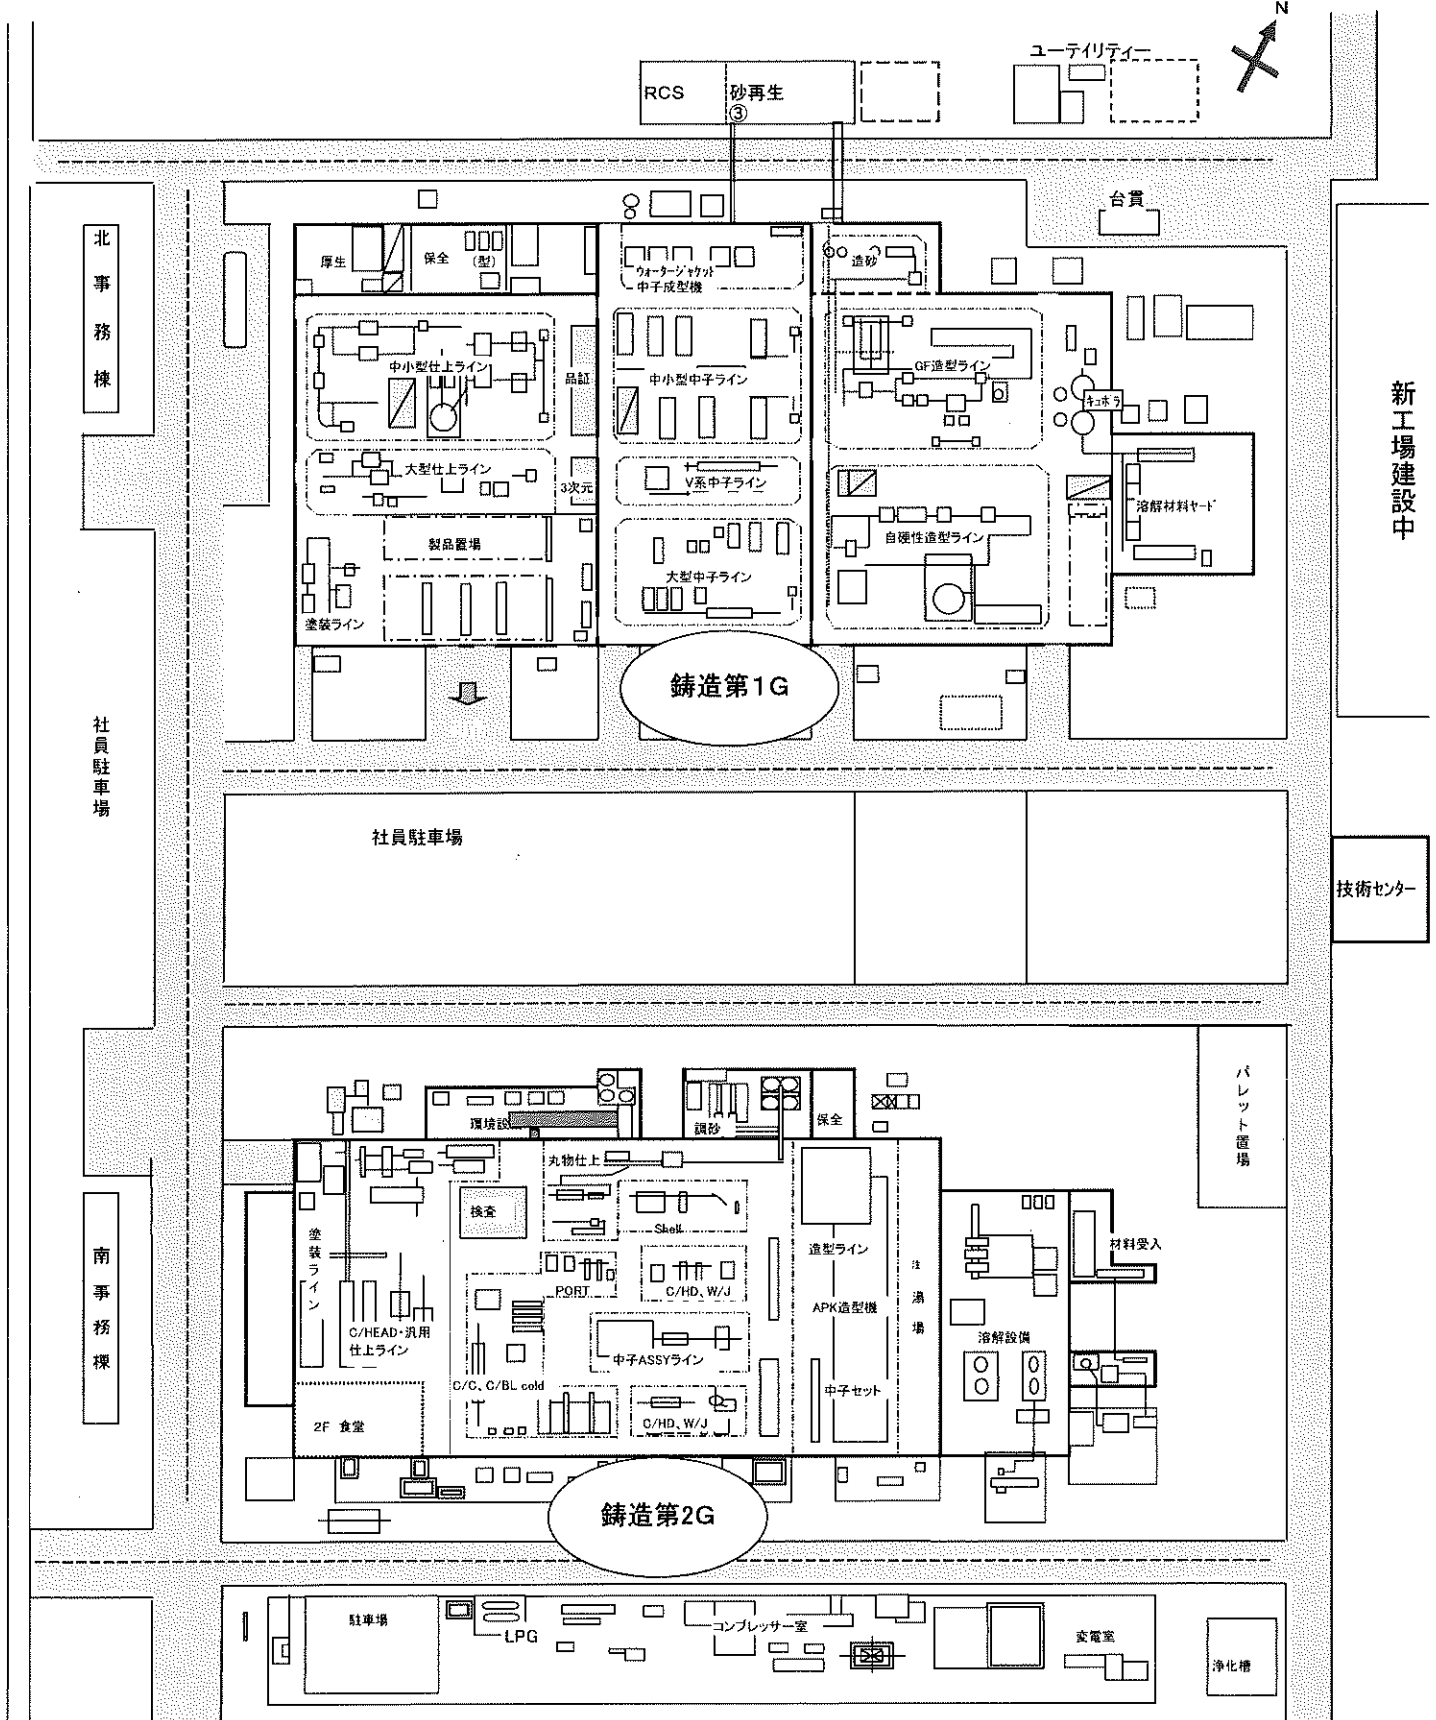 N
ユーティリティー
RCS
砂再生
③
台貫
北事務棟
厚生
保全
(型)
ウォータージャケット
中子成型機
造砂
中小型仕上ライン
品証
中小型中子ライン
GF造型ライン
キュポラ
新工場建設中
大型仕上ライン
3次元
V系中子ライン
溶解材料ヤード
製品置場
自硬性造型ライン
大型中子ライン
塗装ライン
鋳造第1G
社員駐車場
社員駐車場
技術センター
パレット置場
環境設
調砂
保全
丸物仕上
検査
Shell
塗装ライン
造型ライン
注湯場
材料受入
南事務棟
PORT
C/HD、W/J
APK造型機
C/HEAD・汎用
仕上ライン
溶解設備
中子ASSYライン
C/C、C/BL cold
中子セット
2F 食堂
C/HD、W/J
鋳造第2G
駐車場
LPG
コンプレッサー室
変電室
浄化槽